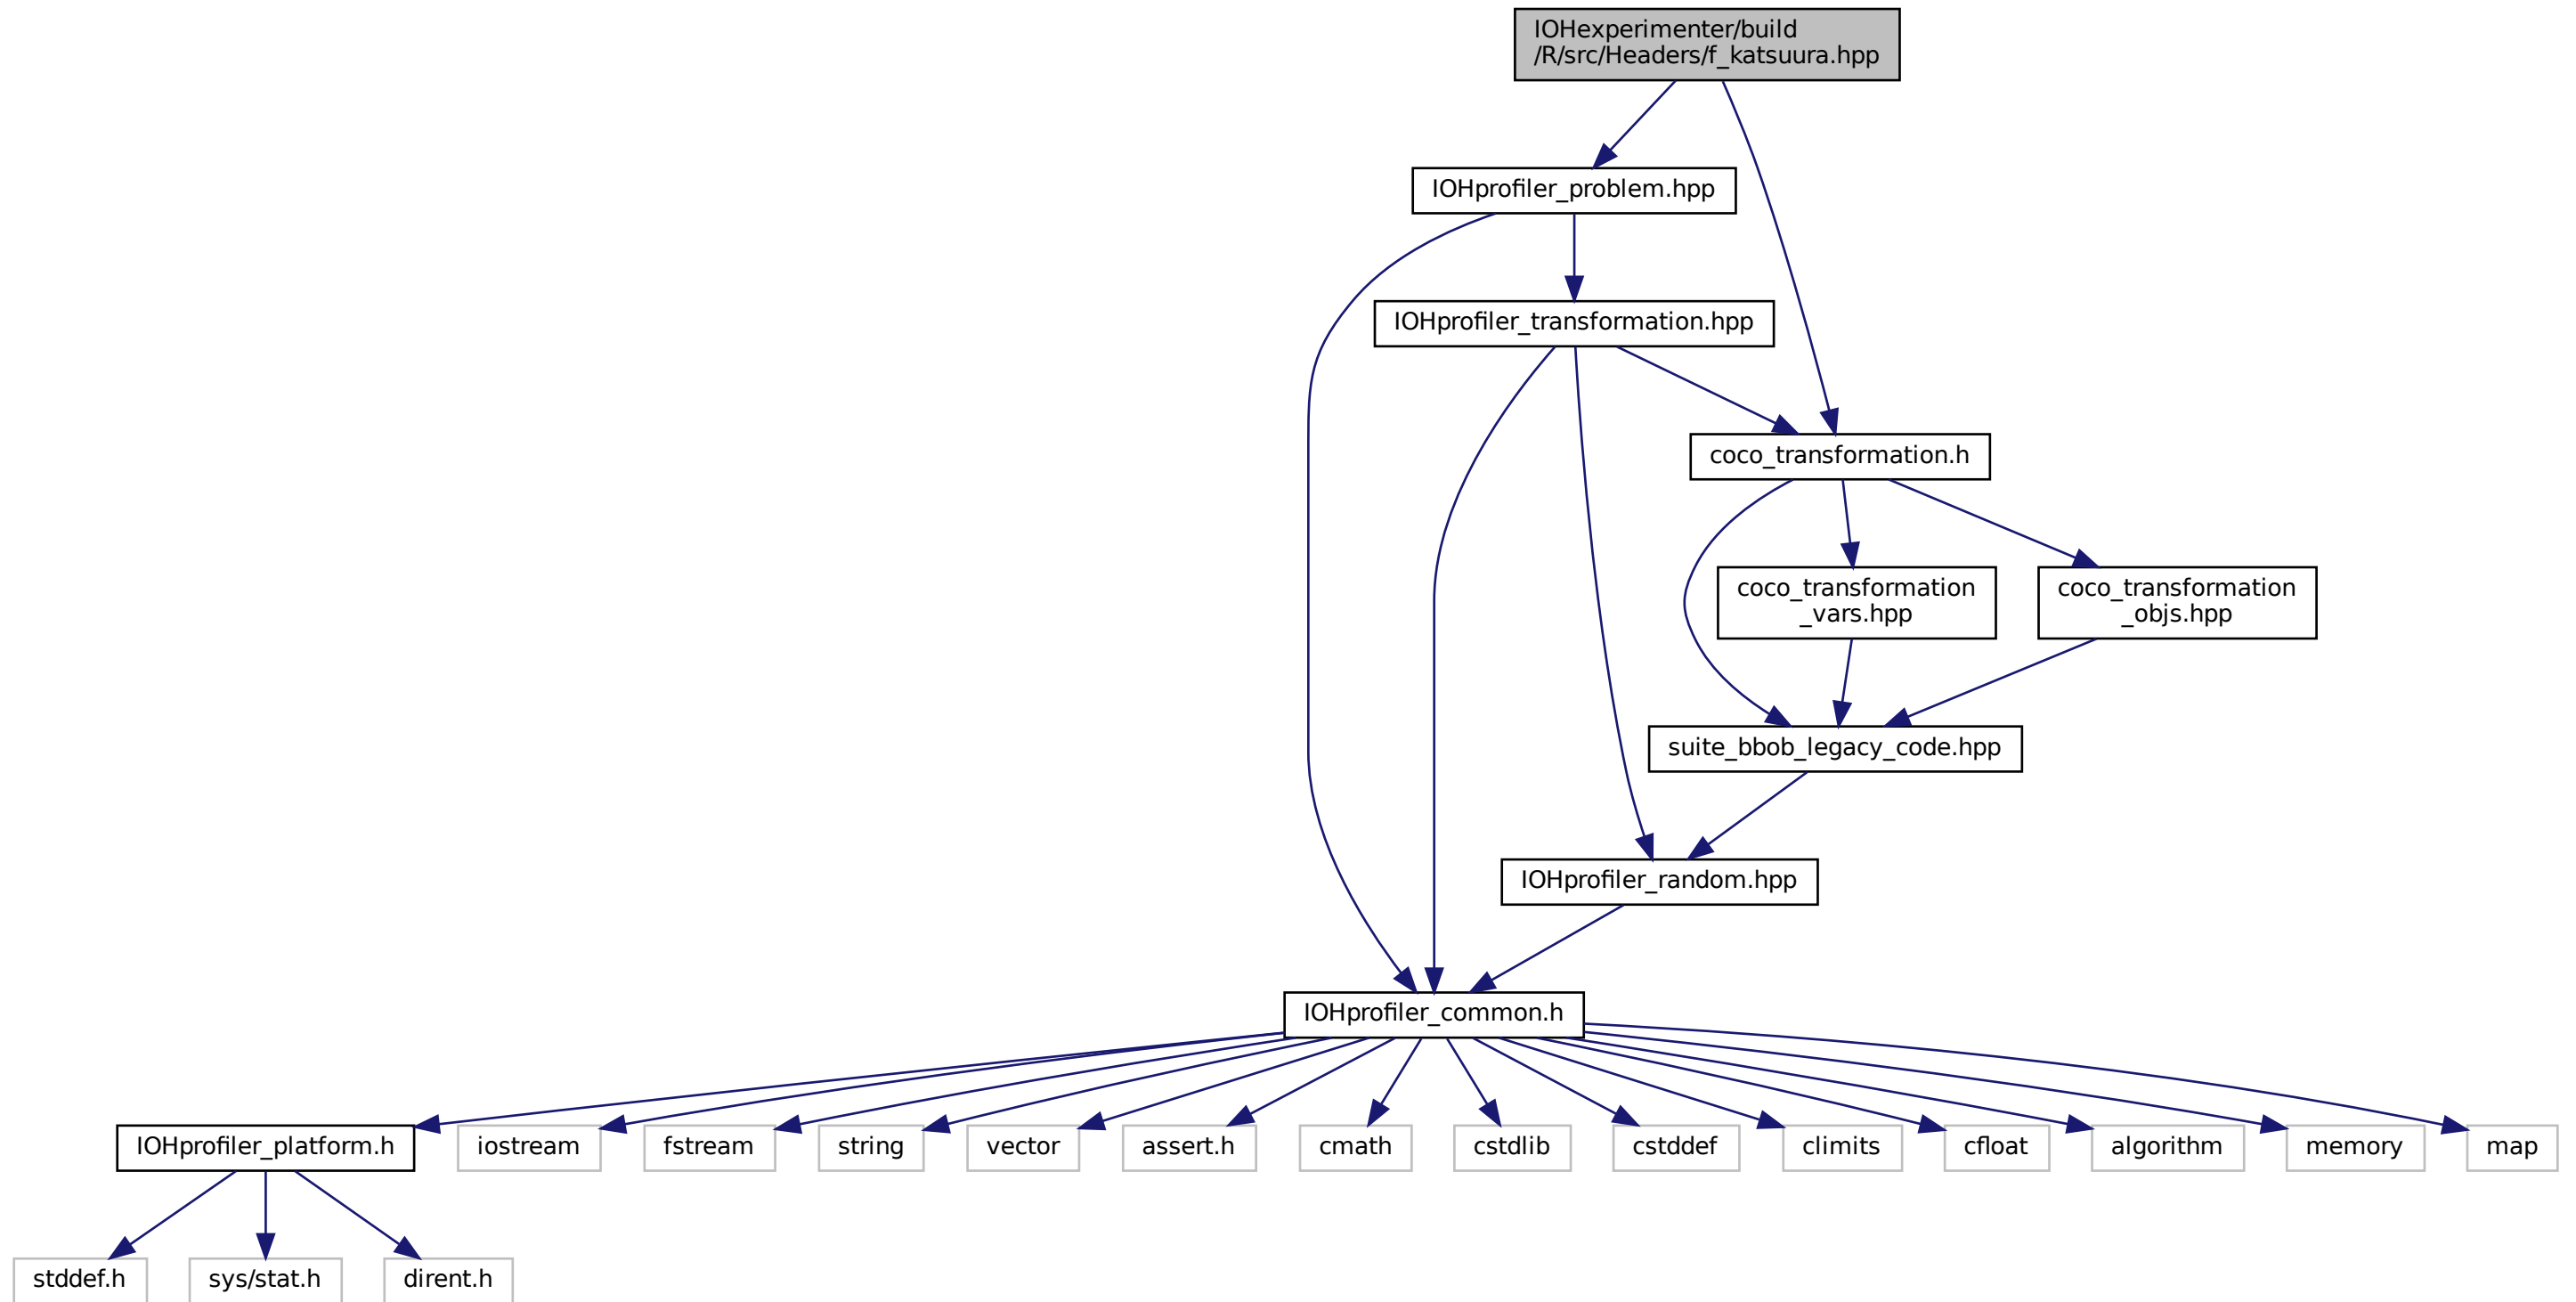 IOHexperimenter/build
/R/src/Headers/f_katsuura.hpp
IOHprofiler_problem.hpp
IOHprofiler_transformation.hpp
coco_transformation.h
coco_transformation
_vars.hpp
coco_transformation
_objs.hpp
suite_bbob_legacy_code.hpp
IOHprofiler_random.hpp
IOHprofiler_common.h
IOHprofiler_platform.h
iostream
fstream
string
vector
assert.h
cmath
cstdlib
cstddef
climits
cfloat
algorithm
memory
map
stddef.h
sys/stat.h
dirent.h